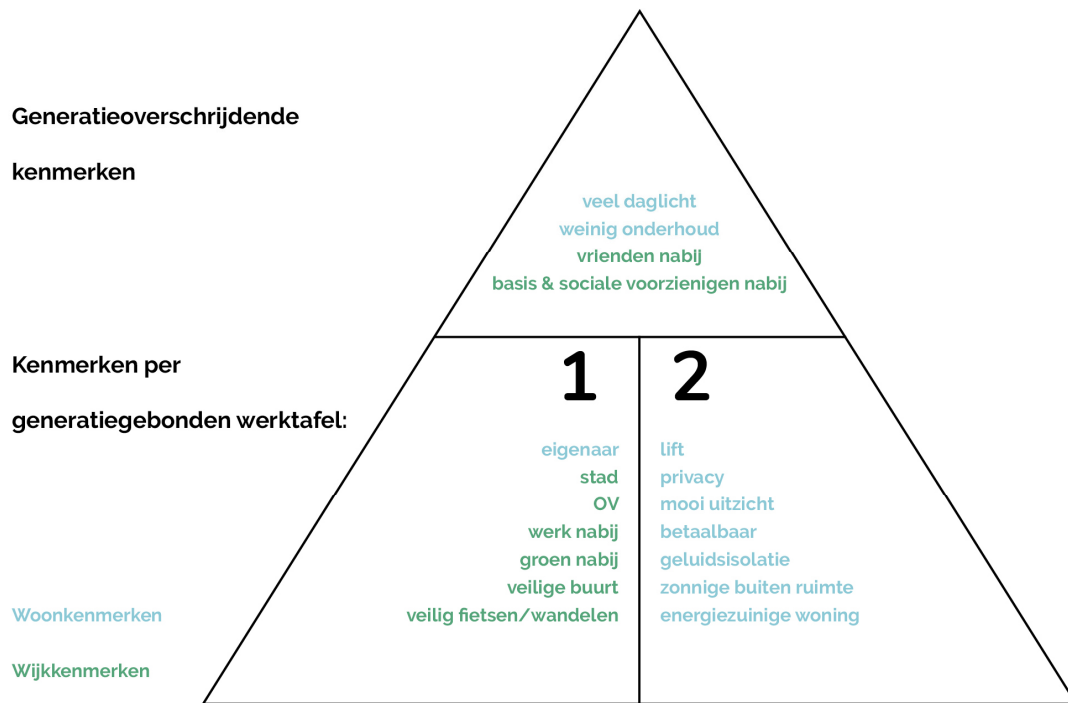 Generatieoverschrijdende
kenmerken
veel daglicht
weinig onderhoud
vrienden nabij
basis & sociale voorzienigen nabij
Kenmerken per
generatiegebonden werktafel:
1
eigenaar
stad
OV
werk nabij
groen nabij
veilige buurt
veilig fietsen/wandelen
2
lift
privacy
mooi uitzicht
betaalbaar
geluidsisolatie
zonnige buiten ruimte
energiezuinige woning
Woonkenmerken
Wijkkenmerken